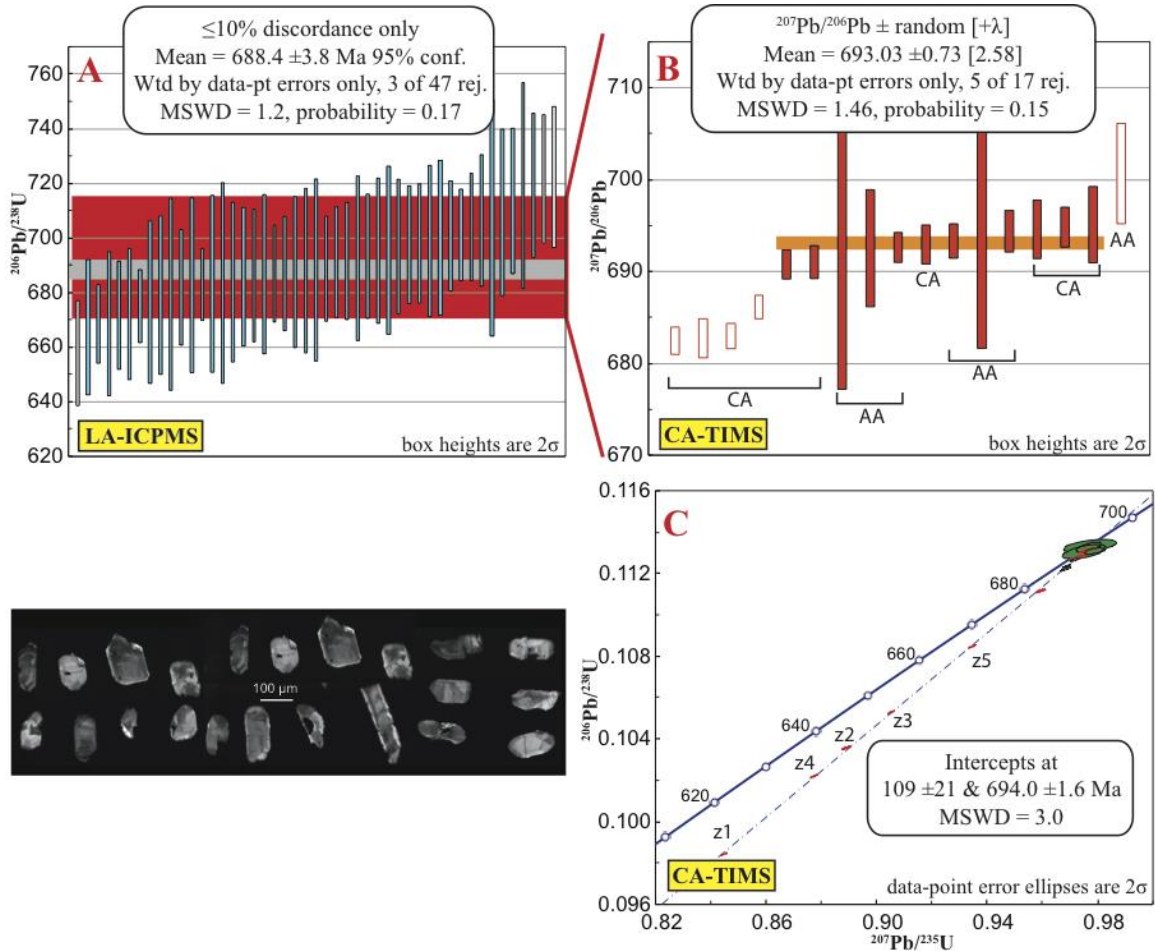 A
≤10% discordance only
Mean = 688.4 ±3.8 Ma 95% conf.
Wtd by data-pt errors only, 3 of 47 rej.
MSWD = 1.2, probability = 0.17
²⁰⁶Pb/²³⁸U
760
740
720
700
680
660
640
620
LA-ICPMS
box heights are 2σ
B
²⁰⁷Pb/²⁰⁶Pb ± random [+λ]
Mean = 693.03 ±0.73 [2.58]
Wtd by data-pt errors only, 5 of 17 rej.
MSWD = 1.46, probability = 0.15
²⁰⁷Pb/²⁰⁶Pb
710
700
690
680
670
CA
AA
CA
AA
CA
AA
CA-TIMS
box heights are 2σ
100 µm
C
²⁰⁶Pb/²³⁸U
0.116
0.112
0.108
0.104
0.100
0.096
700
680
660
640
620
z5
z3
z2
z4
z1
Intercepts at
109 ±21 & 694.0 ±1.6 Ma
MSWD = 3.0
CA-TIMS
data-point error ellipses are 2σ
0.82
0.86
0.90
0.94
0.98
²⁰⁷Pb/²³⁵U